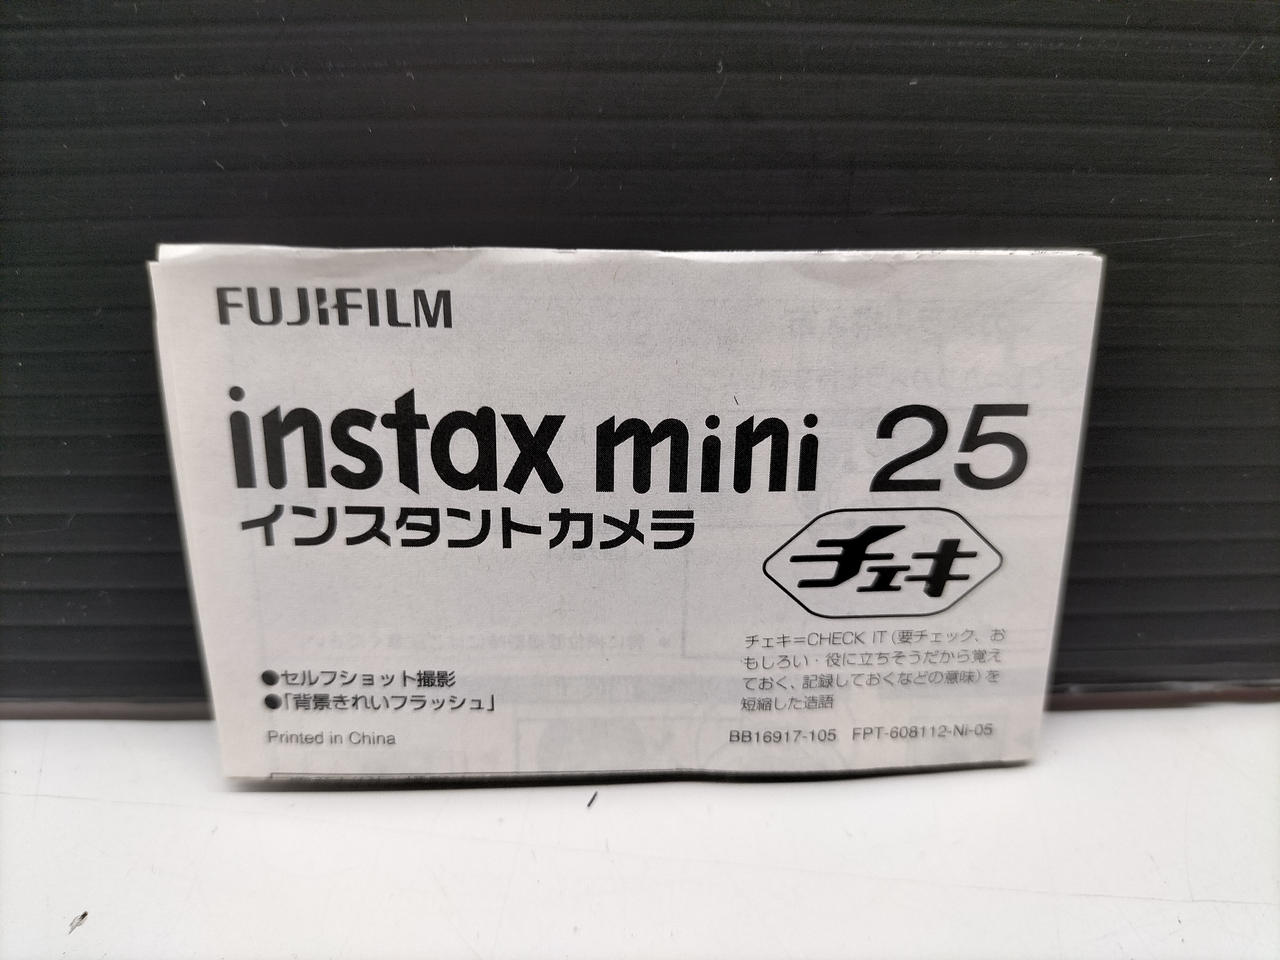 FUJIFILM
instax mini 25
インスタントカメラ
チェキ
チェキ=CHECK IT（要チェック、お
もしろい・役に立ちそうだから覚え
ておく、記録しておくなどの意味）を
短縮した造語
●セルフショット撮影
●「背景きれいフラッシュ」
Printed in China
BB16917-105 FPT-608112-Ni-05